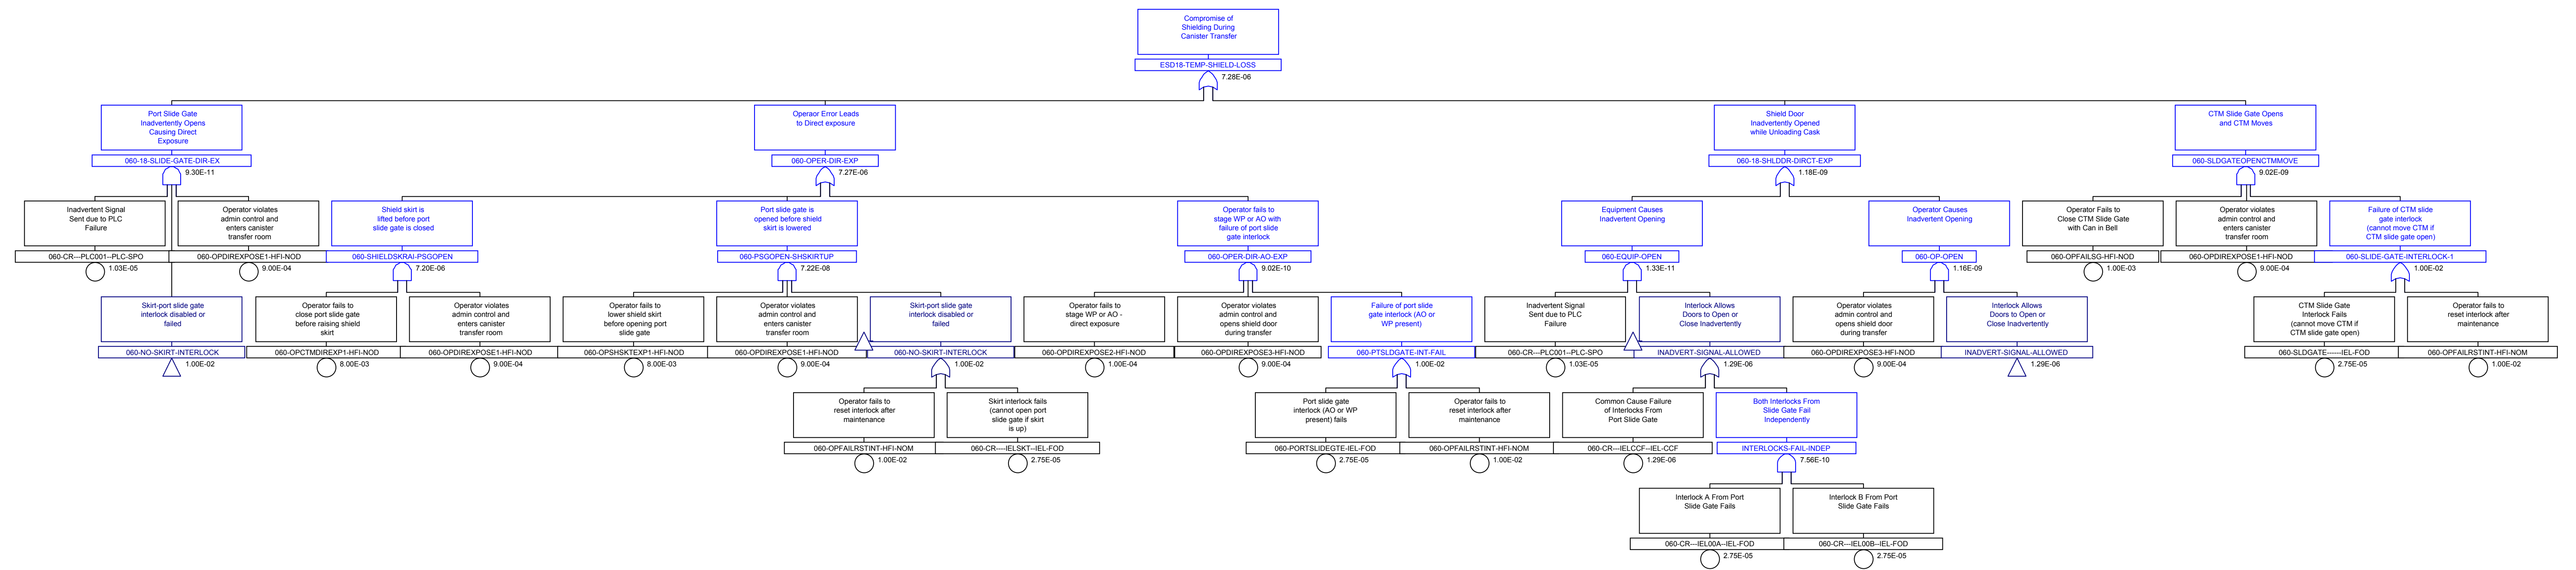 Compromise of
Shielding During
Canister Transfer
ESD18-TEMP-SHIELD-LOSS
7.28E-06
Port Slide Gate
Inadvertently Opens
Causing Direct
Exposure
060-18-SLIDE-GATE-DIR-EX
9.30E-11
Operaor Error Leads
to Direct exposure
060-OPER-DIR-EXP
7.27E-06
Shield Door
Inadvertently Opened
while Unloading Cask
060-18-SHLDDR-DIRCT-EXP
1.18E-09
CTM Slide Gate Opens
and CTM Moves
060-SLDGATEOPENCTMMOVE
9.02E-09
Inadvertent Signal
Sent due to PLC
Failure
060-CR---PLC001--PLC-SPO
1.03E-05
Operator violates
admin control and
enters canister
transfer room
060-OPDIREXPOSE1-HFI-NOD
9.00E-04
Shield skirt is
lifted before port
slide gate is closed
060-SHIELDSKRAI-PSGOPEN
7.20E-06
Port slide gate is
opened before shield
skirt is lowered
060-PSGOPEN-SHSKIRTUP
7.22E-08
Operator fails to
stage WP or AO with
failure of port slide
gate interlock
060-OPER-DIR-AO-EXP
9.02E-10
Equipment Causes
Inadvertent Opening
060-EQUIP-OPEN
1.33E-11
Operator Causes
Inadvertent Opening
060-OP-OPEN
1.16E-09
Operator Fails to
Close CTM Slide Gate
with Can in Bell
060-OPFAILSG-HFI-NOD
1.00E-03
Operator violates
admin control and
enters canister
transfer room
060-OPDIREXPOSE1-HFI-NOD
9.00E-04
Failure of CTM slide
gate interlock
(cannot move CTM if
CTM slide gate open)
060-SLIDE-GATE-INTERLOCK-1
1.00E-02
Skirt-port slide gate
interlock disabled or
failed
060-NO-SKIRT-INTERLOCK
1.00E-02
Operator fails to
close port slide gate
before raising shield
skirt
060-OPCTMDIREXP1-HFI-NOD
8.00E-03
Operator violates
admin control and
enters canister
transfer room
060-OPDIREXPOSE1-HFI-NOD
9.00E-04
Operator fails to
lower shield skirt
before opening port
slide gate
060-OPSHSKTEXP1-HFI-NOD
8.00E-03
Operator violates
admin control and
enters canister
transfer room
060-OPDIREXPOSE1-HFI-NOD
9.00E-04
Skirt-port slide gate
interlock disabled or
failed
060-NO-SKIRT-INTERLOCK
1.00E-02
Operator fails to
stage WP or AO -
direct exposure
060-OPDIREXPOSE2-HFI-NOD
1.00E-04
Operator violates
admin control and
opens shield door
during transfer
060-OPDIREXPOSE3-HFI-NOD
9.00E-04
Failure of port slide
gate interlock (AO or
WP present)
060-PTSLDGATE-INT-FAIL
1.00E-02
Inadvertent Signal
Sent due to PLC
Failure
060-CR---PLC001--PLC-SPO
1.03E-05
Interlock Allows
Doors to Open or
Close Inadvertently
INADVERT-SIGNAL-ALLOWED
1.29E-06
Operator violates
admin control and
opens shield door
during transfer
060-OPDIREXPOSE3-HFI-NOD
9.00E-04
Interlock Allows
Doors to Open or
Close Inadvertently
INADVERT-SIGNAL-ALLOWED
1.29E-06
CTM Slide Gate
Interlock Fails
(cannot move CTM if
CTM slide gate open)
060-SLDGATE------IEL-FOD
2.75E-05
Operator fails to
reset interlock after
maintenance
060-OPFAILRSTINT-HFI-NOM
1.00E-02
Operator fails to
reset interlock after
maintenance
060-OPFAILRSTINT-HFI-NOM
1.00E-02
Skirt interlock fails
(cannot open port
slide gate if skirt
is up)
060-CR----IELSKT--IEL-FOD
2.75E-05
Port slide gate
interlock (AO or WP
present) fails
060-PORTSLIDEGTE-IEL-FOD
2.75E-05
Operator fails to
reset interlock after
maintenance
060-OPFAILRSTINT-HFI-NOM
1.00E-02
Common Cause Failure
of Interlocks From
Port Slide Gate
060-CR---IELCCF--IEL-CCF
1.29E-06
Both Interlocks From
Slide Gate Fail
Independently
INTERLOCKS-FAIL-INDEP
7.56E-10
Interlock A From Port
Slide Gate Fails
060-CR---IEL00A--IEL-FOD
2.75E-05
Interlock B From Port
Slide Gate Fails
060-CR---IEL00B--IEL-FOD
2.75E-05